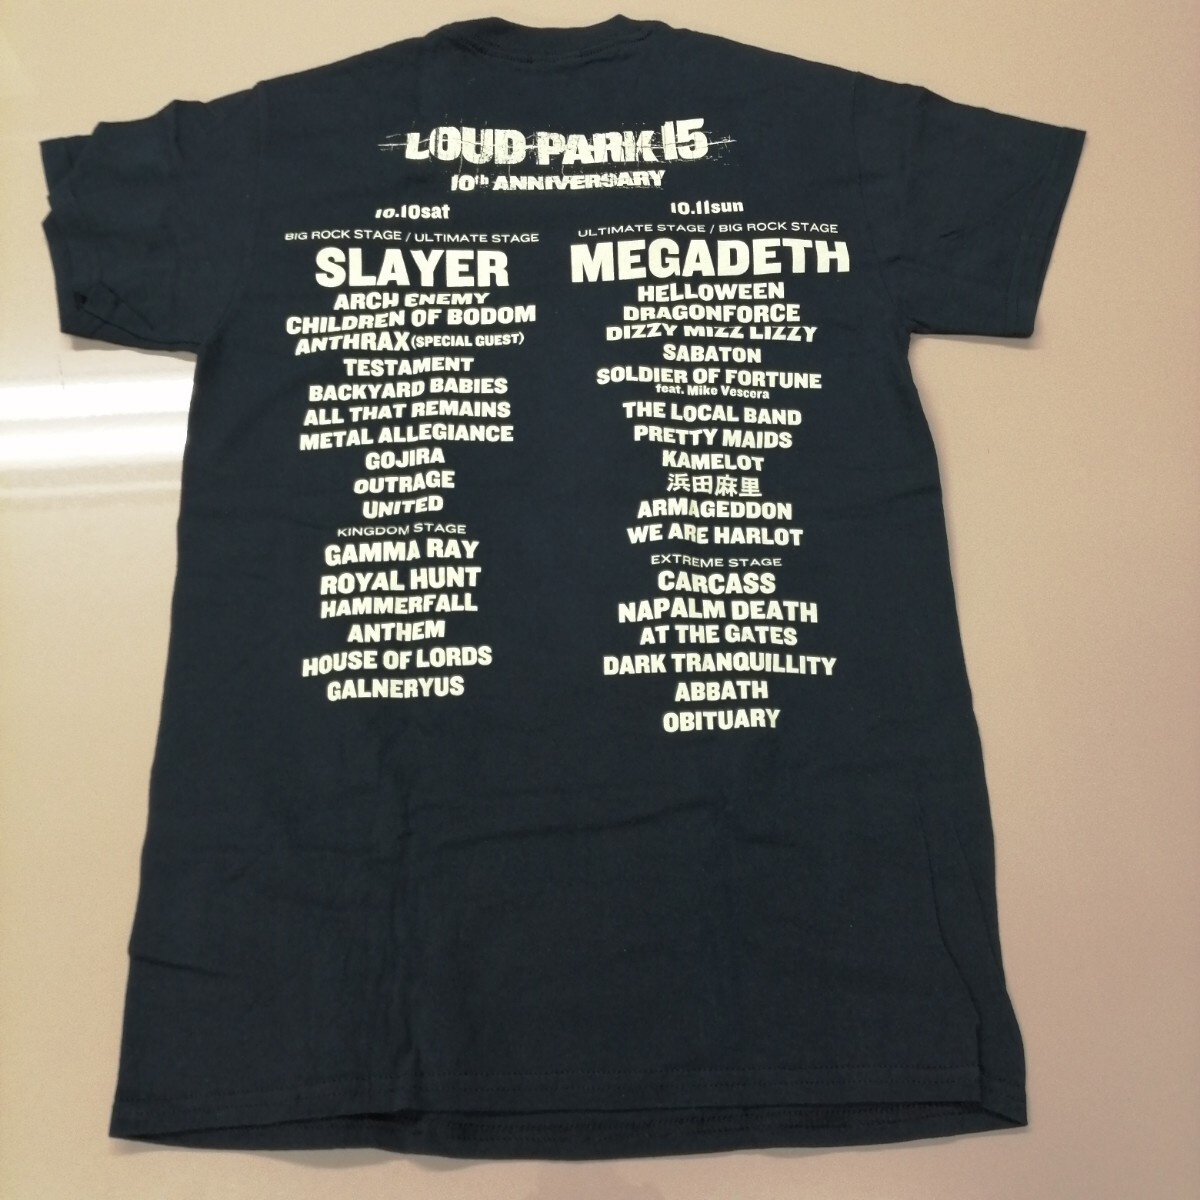 LOUD PARK 15
10th ANNIVERSARY
10.10sat
BIG ROCK STAGE / ULTIMATE STAGE
SLAYER
ARCH ENEMY
CHILDREN OF BODOM
ANTHRAX (SPECIAL GUEST)
TESTAMENT
BACKYARD BABIES
ALL THAT REMAINS
METAL ALLEGIANCE
GOJIRA
OUTRAGE
UNITED
KINGDOM STAGE
GAMMA RAY
ROYAL HUNT
HAMMERFALL
ANTHEM
HOUSE OF LORDS
GALNERYUS
10.11sun
ULTIMATE STAGE / BIG ROCK STAGE
MEGADETH
HELLOWEEN
DRAGONFORCE
DIZZY MIZZ LIZZY
SABATON
SOLDIER OF FORTUNE
feat. Mike Vescera
THE LOCAL BAND
PRETTY MAIDS
KAMELOT
浜田麻里
ARMAGEDDON
WE ARE HARLOT
EXTREME STAGE
CARCASS
NAPALM DEATH
AT THE GATES
DARK TRANQUILLITY
ABBATH
OBITUARY